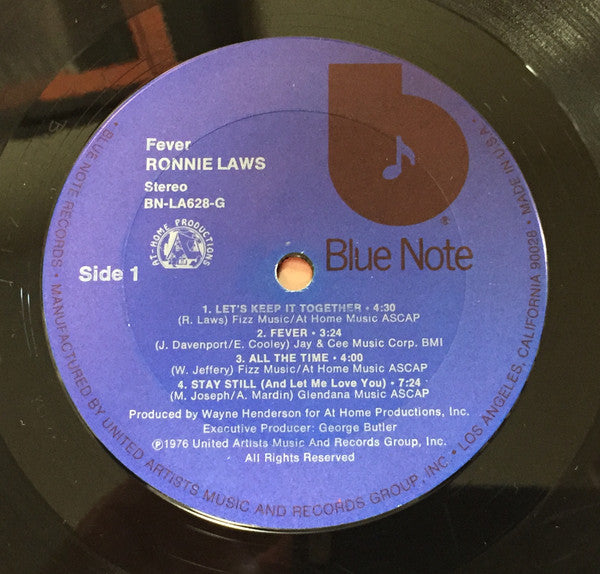 Fever
RONNIE LAWS
Stereo
BN-LA628-G
AT-HOME PRODUCTIONS
Side 1
b
®
Blue Note
1. LET'S KEEP IT TOGETHER • 4:30
(R. Laws) Fizz Music/At Home Music ASCAP
2. FEVER • 3:24
(J. Davenport/E. Cooley) Jay & Cee Music Corp. BMI
3. ALL THE TIME • 4:00
(W. Jeffery) Fizz Music/At Home Music ASCAP
4. STAY STILL (And Let Me Love You) • 7:24
(M. Joseph/A. Mardin) Glendana Music ASCAP
Produced by Wayne Henderson for At Home Productions, Inc.
Executive Producer: George Butler
℗1976 United Artists Music And Records Group, Inc.
All Rights Reserved
• BLUE NOTE RECORDS • MANUFACTURED BY UNITED ARTISTS MUSIC AND RECORDS GROUP, INC • LOS ANGELES, CALIFORNIA 90028 • MADE IN U.S.A. •